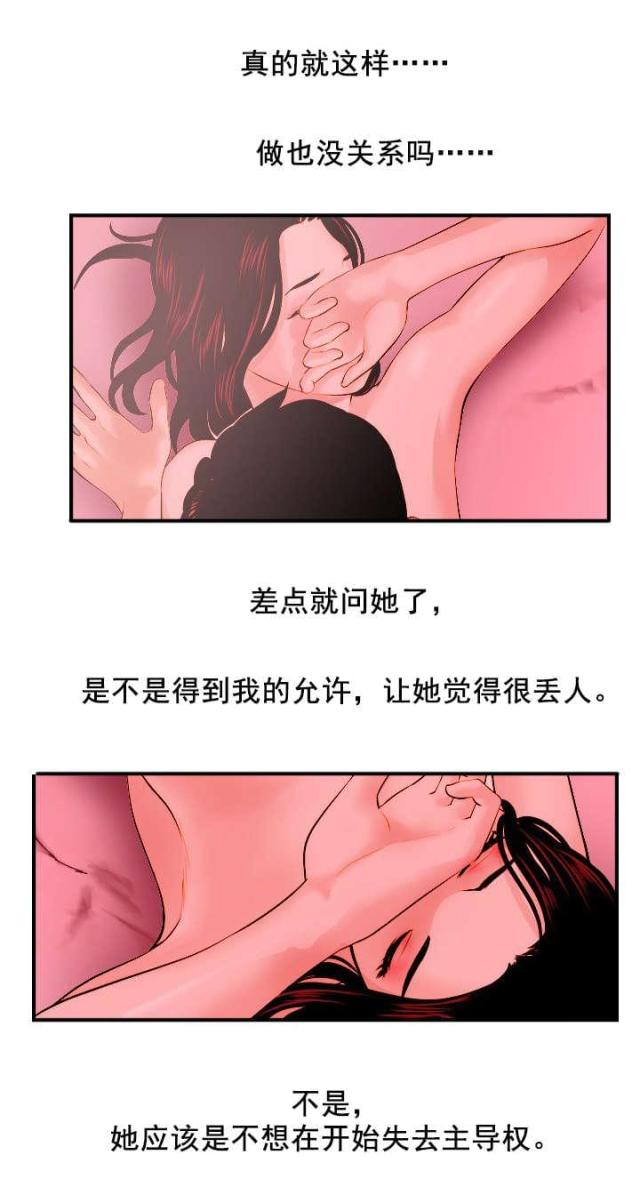 真的就这样……
做也没关系吗……
差点就问她了，
是不是得到我的允许，让她觉得很丢人。
不是，
她应该是不想在开始失去主导权。